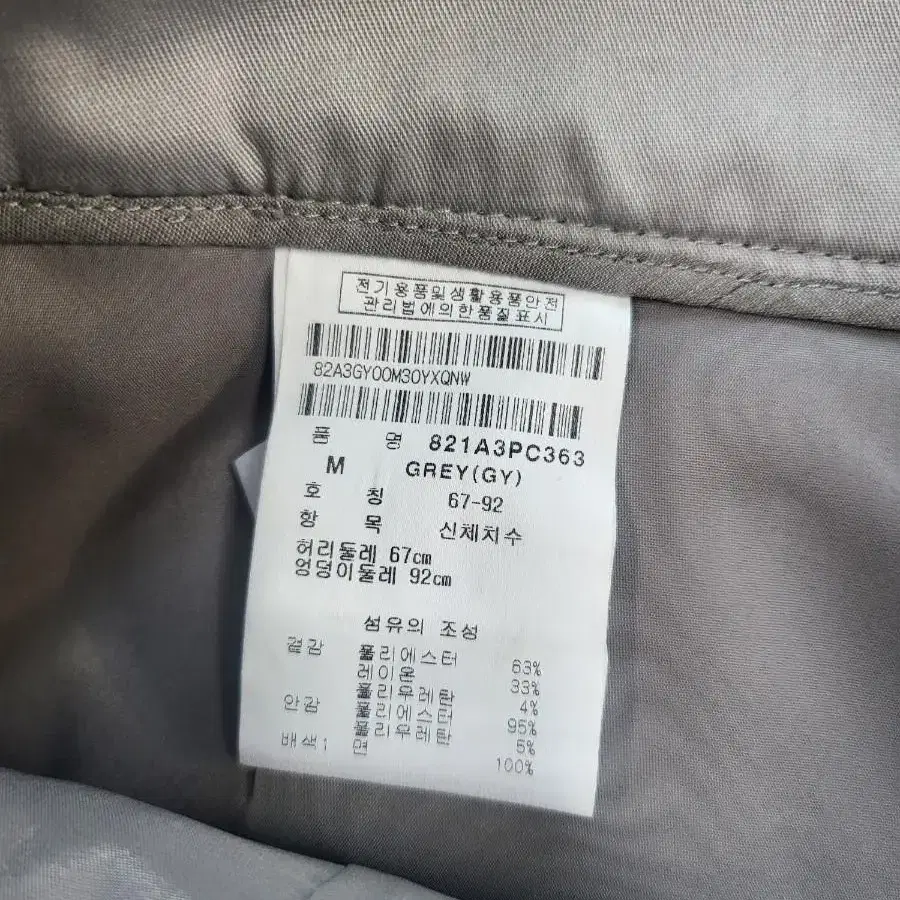 전기용품및생활용품안전
관리법에의한품질표시
82A3GY00M30YXQNW
품 명 821A3PC363
M GREY(GY)
호 칭 67-92
항 목 신체치수
허리둘레 67cm
엉덩이둘레 92cm
섬유의 조성
겉감 폴리에스터 63%
레이온 33%
폴리우레탄 4%
안감 폴리에스터 95%
폴리우레탄 5%
배색1 면 100%